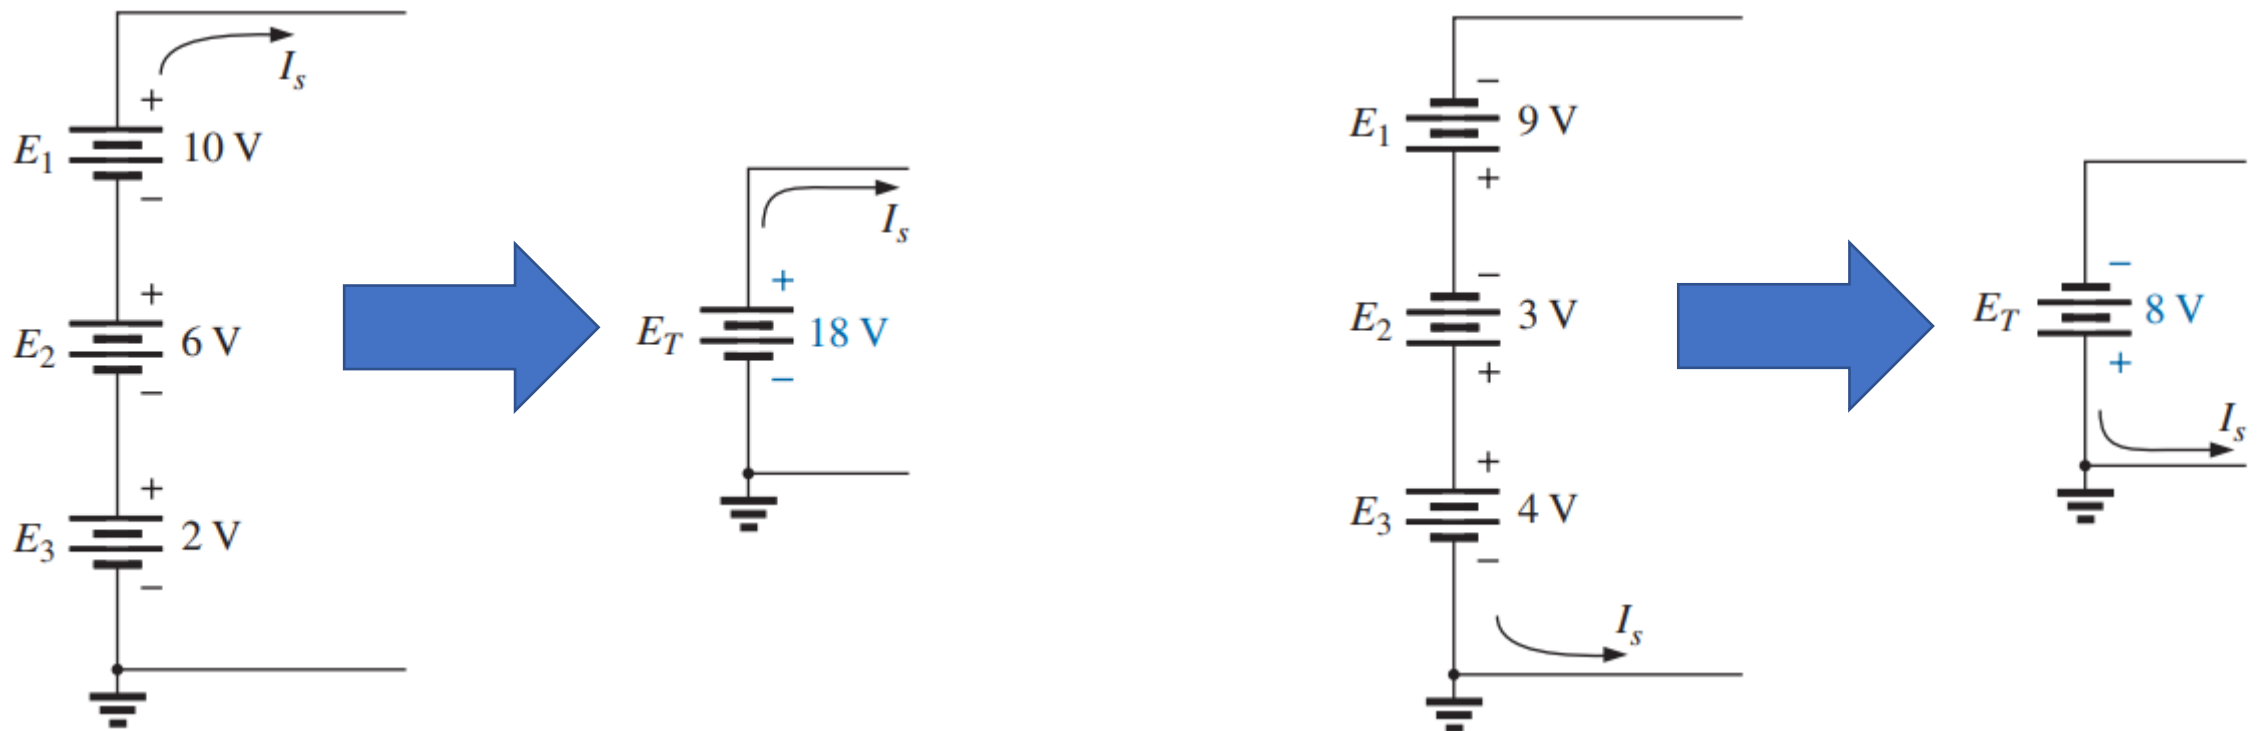 I_s
+
E_1 10 V
−
+
E_2 6 V
−
+
E_3 2 V
−
I_s
+
E_T 18 V
−
−
E_1 9 V
+
−
E_2 3 V
+
+
E_3 4 V
−
I_s
−
E_T 8 V
+
I_s